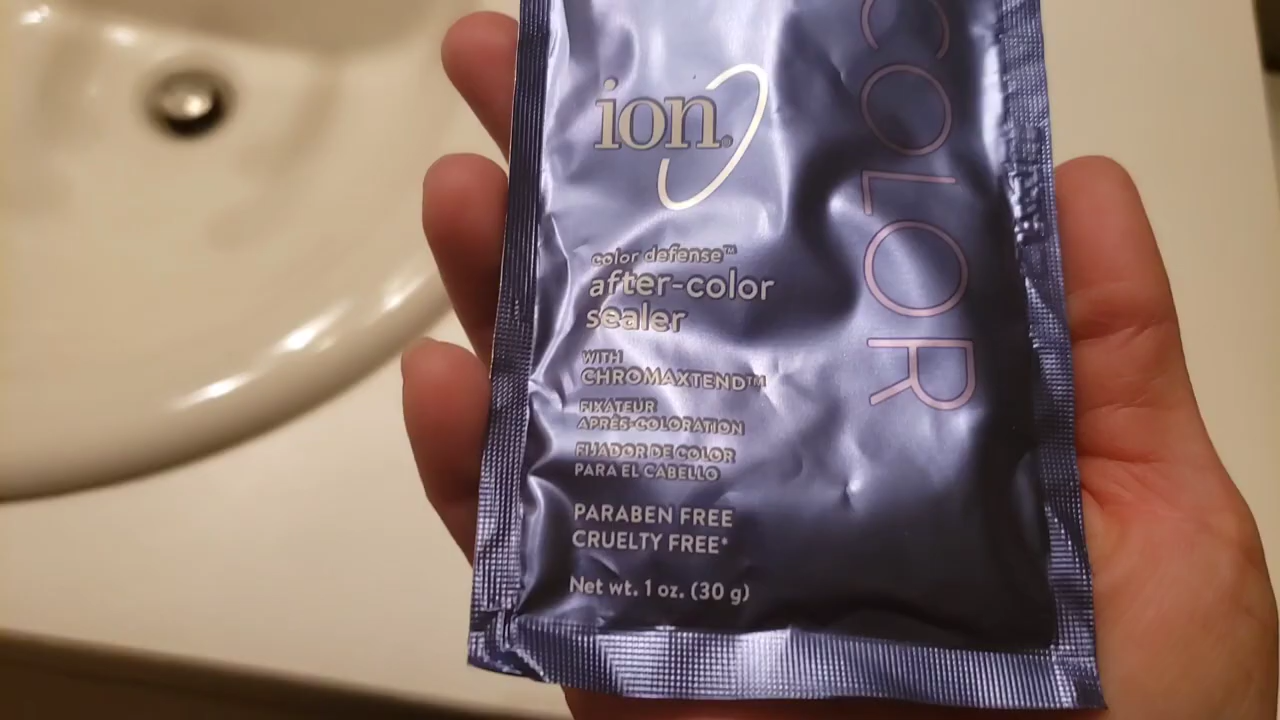 ion.
color defense™
after-color
sealer
WITH
CHROMAXTEND™
FIXATEUR
APRÈS-COLORATION
FIJADOR DE COLOR
PARA EL CABELLO
PARABEN FREE
CRUELTY FREE*
Net wt. 1 oz. (30 g)
COLOR